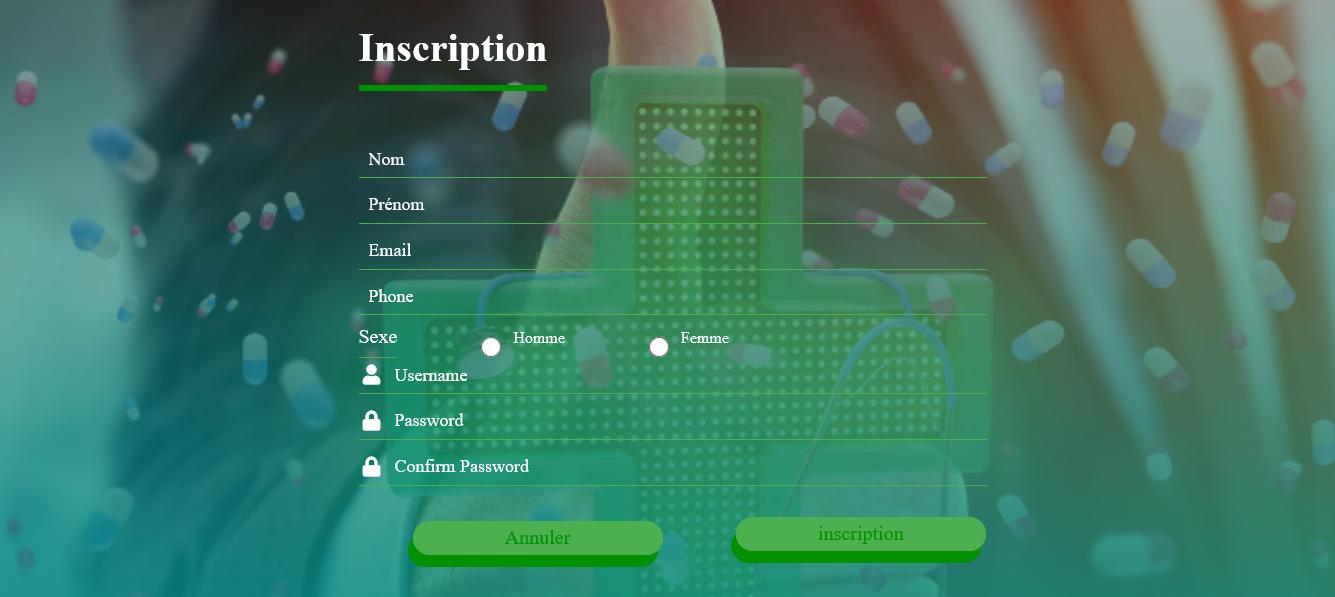 Inscription
Nom
Prénom
Email
Phone
Sexe Homme Femme
Username
Password
Confirm Password
Annuler inscription